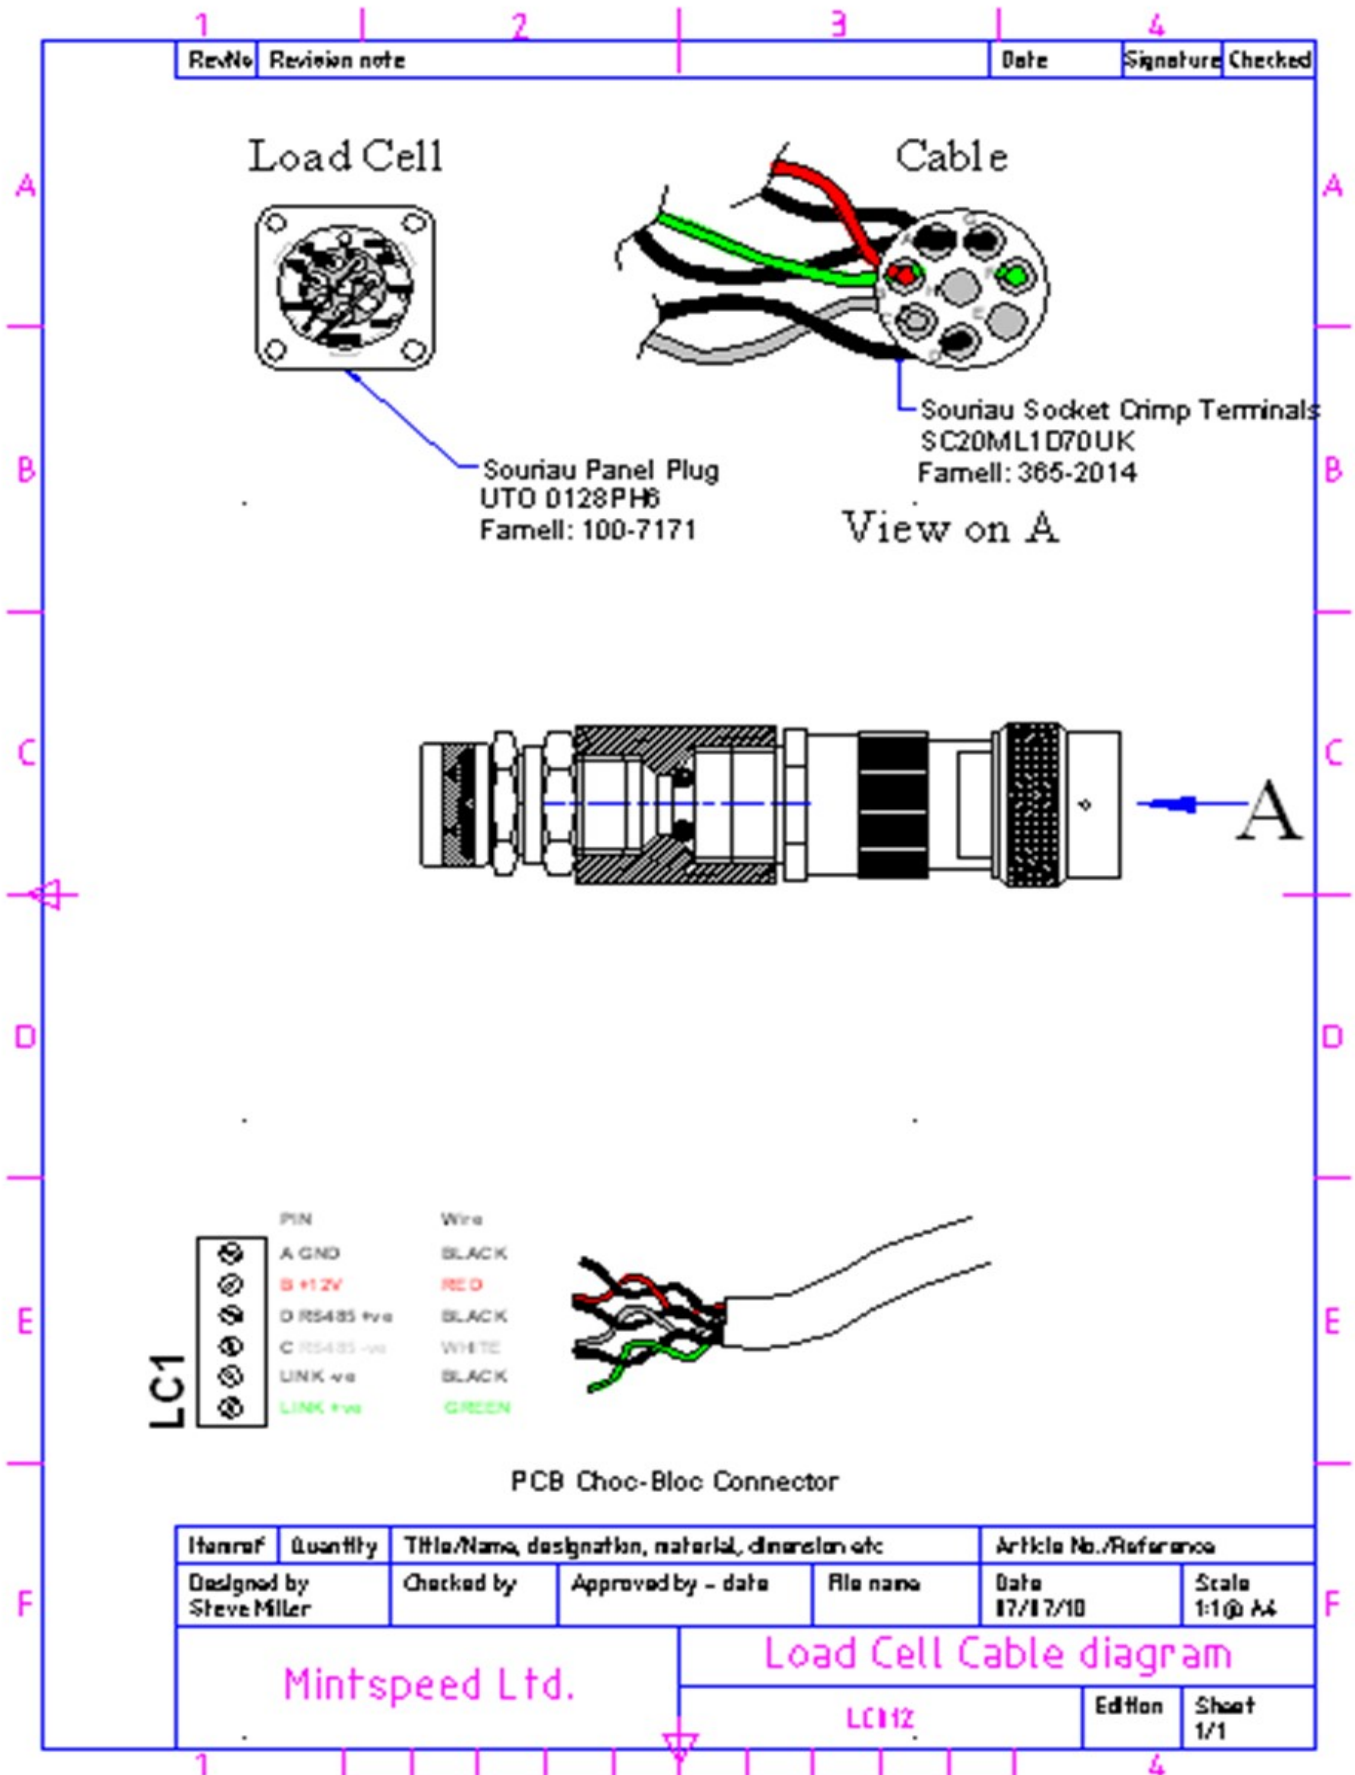 1 2 3 4
RevNo Revision note Date Signature Checked
Load Cell
Cable
A A
Souriau Socket Crimp Terminals
SC20ML1D70UK
Farnell: 365-2014
B B
Souriau Panel Plug
UTO 0128PH6
Farnell: 100-7171
View on A
C C
A
D D
PIN Wire
A GND BLACK
B +12V RED
D RS485 +ve BLACK
C RS485 -ve WHITE
LINK -ve BLACK
LINK +ve GREEN
LC1
E E
PCB Choc-Bloc Connector
Itemref Quantity Title/Name, designation, material, dimension etc Article No./Reference
Designed by Checked by Approved by - date File name Date Scale
Steve Miller 1:1@ A4
F F
Mintspeed Ltd.
Load Cell Cable diagram
Edition Sheet
1/1
1 4